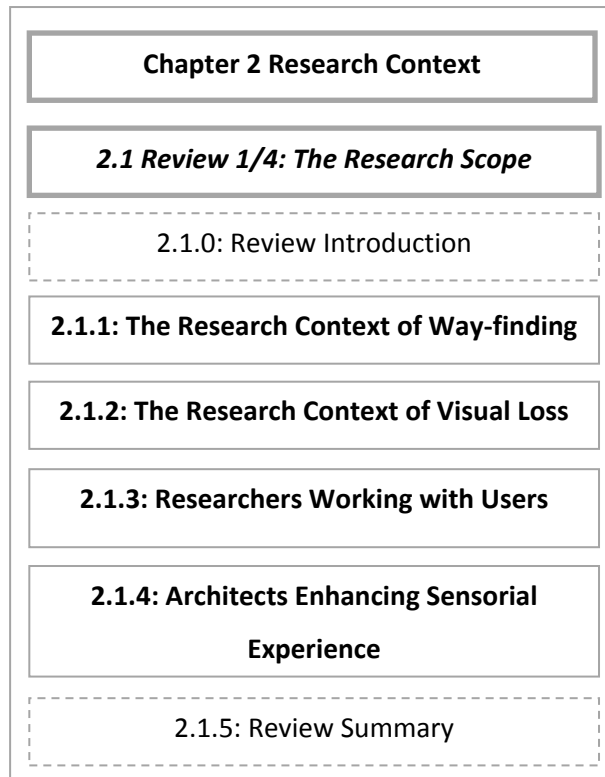 Chapter 2 Research Context
2.1 Review 1/4: The Research Scope
2.1.0: Review Introduction
2.1.1: The Research Context of Way-finding
2.1.2: The Research Context of Visual Loss
2.1.3: Researchers Working with Users
2.1.4: Architects Enhancing Sensorial
Experience
2.1.5: Review Summary